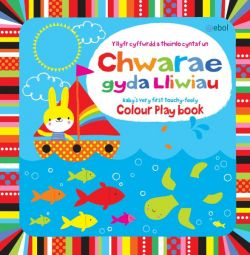 ebol
Y llyfr cyffwrdd a theimlo cyntaf un
Chwarae
gyda Lliwiau
Baby's very first touchy-feely
Colour Play book